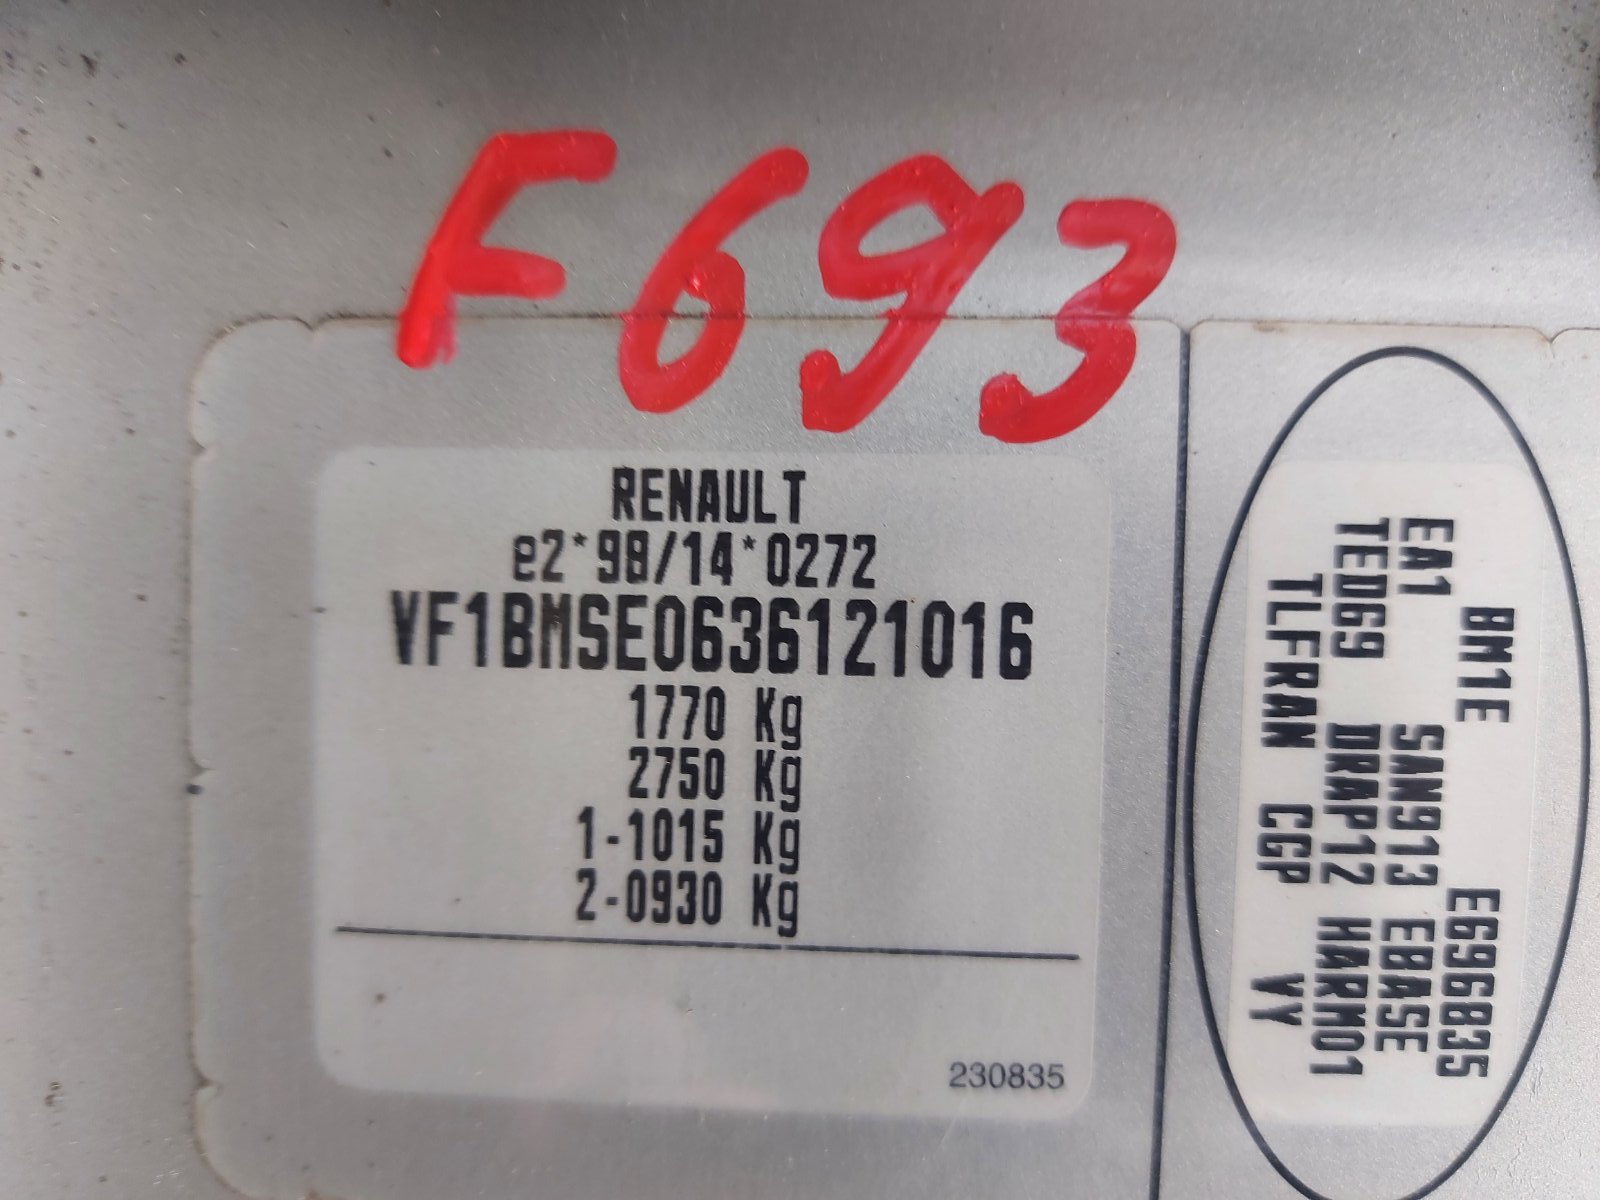 F693
RENAULT
e2*98/14*0272
VF1BMSE0636121016
1770 Kg
2750 Kg
1-1015 Kg
2-0930 Kg
230835
BM1E E696835
EA1 SAN913 EBASE
TED69 DRAP12 HARM01
TLFRAN CGP VY